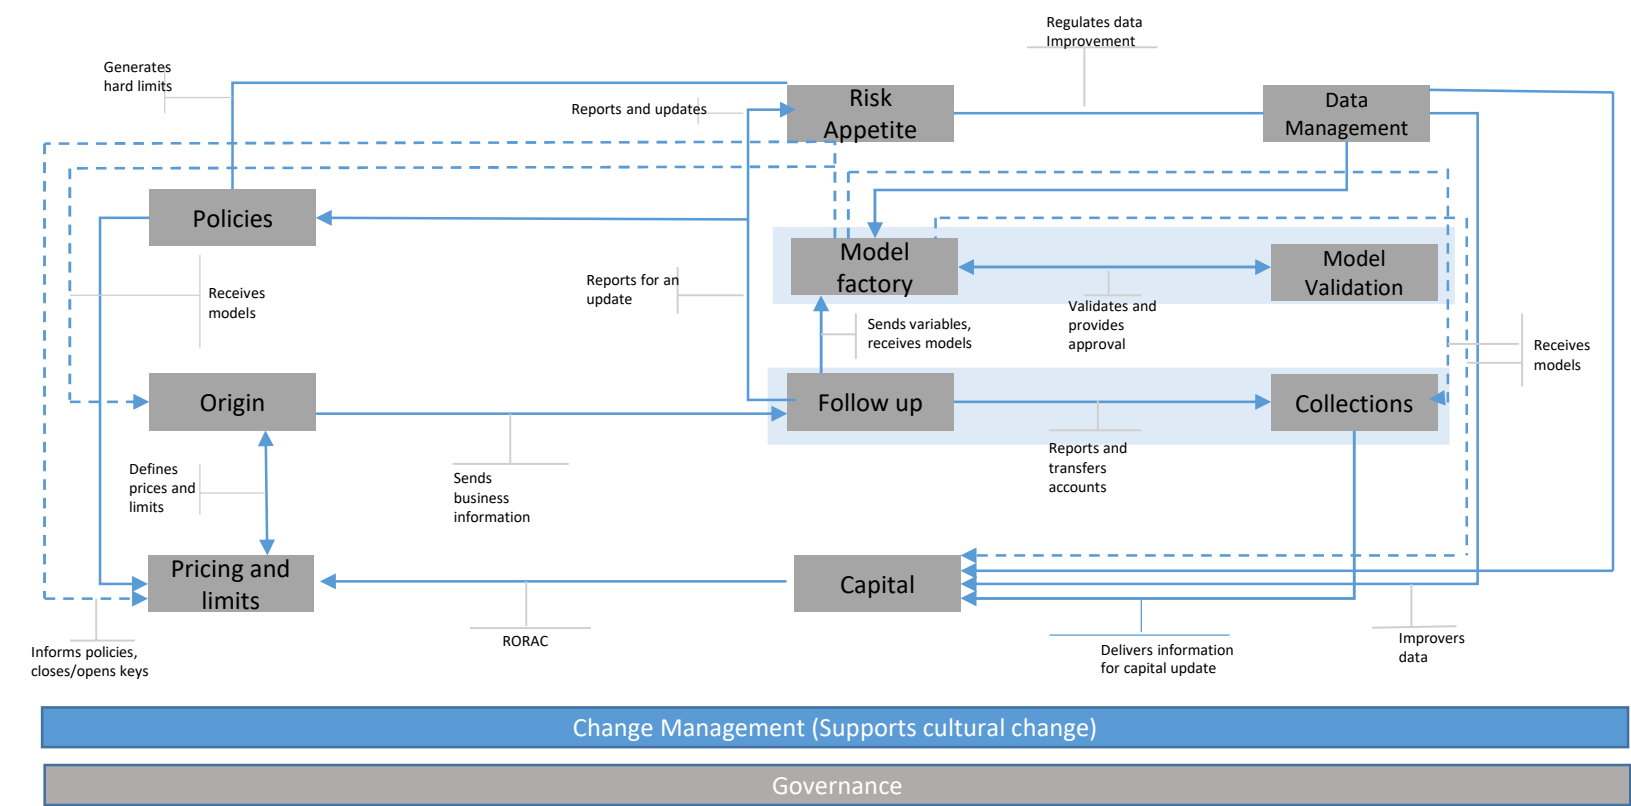 Regulates data
Improvement
Generates
hard limits
Reports and updates
Risk
Appetite
Data
Management
Policies
Model
factory
Model
Validation
Reports for an
update
Receives
models
Validates and
provides
approval
Sends variables,
receives models
Receives
models
Origin
Follow up
Collections
Defines
prices and
limits
Sends
business
information
Reports and
transfers
accounts
Pricing and
limits
Capital
RORAC
Informs policies,
closes/opens keys
Delivers information
for capital update
Improvers
data
Change Management (Supports cultural change)
Governance